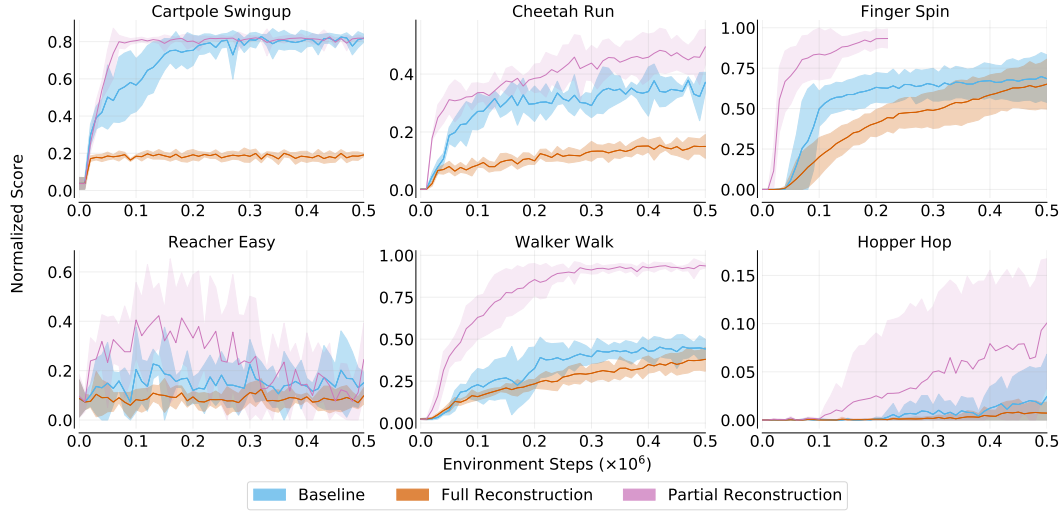 Cartpole Swingup
Cheetah Run
Finger Spin
0.8
0.6
0.4
0.2
0.0
0.0 0.1 0.2 0.3 0.4 0.5
0.4
0.2
0.0
0.0 0.1 0.2 0.3 0.4 0.5
1.00
0.75
0.50
0.25
0.00
0.0 0.1 0.2 0.3 0.4 0.5
Normalized Score
Reacher Easy
Walker Walk
Hopper Hop
0.6
0.4
0.2
0.0
0.0 0.1 0.2 0.3 0.4 0.5
1.00
0.75
0.50
0.25
0.00
0.0 0.1 0.2 0.3 0.4 0.5
0.15
0.10
0.05
0.00
0.0 0.1 0.2 0.3 0.4 0.5
Environment Steps (×10⁶)
Baseline Full Reconstruction Partial Reconstruction